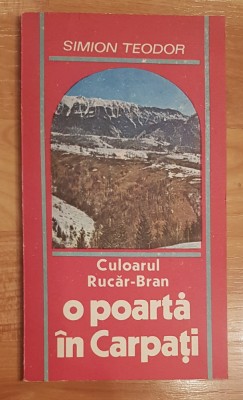 SIMION TEODOR
Culoarul
Rucăr-Bran
o poartă
în Carpați